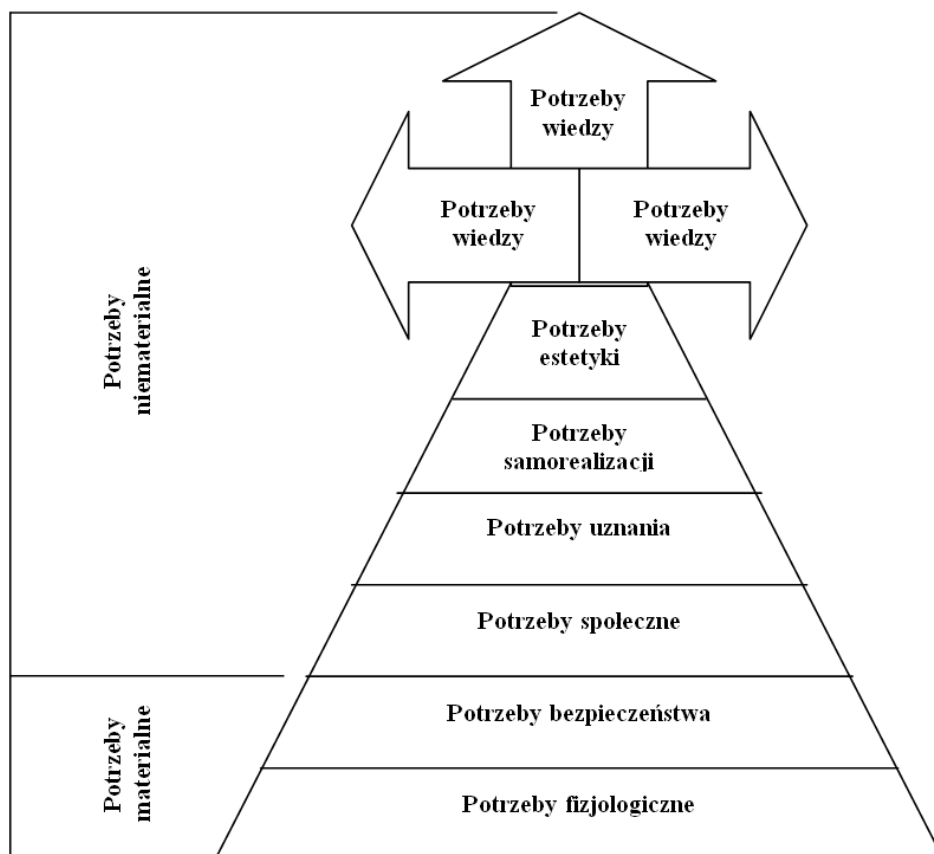 Potrzeby
wiedzy
Potrzeby
wiedzy
Potrzeby
wiedzy
Potrzeby
niematerialne
Potrzeby
estetyki
Potrzeby
samorealizacji
Potrzeby uznania
Potrzeby społeczne
Potrzeby
materialne
Potrzeby bezpieczeństwa
Potrzeby fizjologiczne